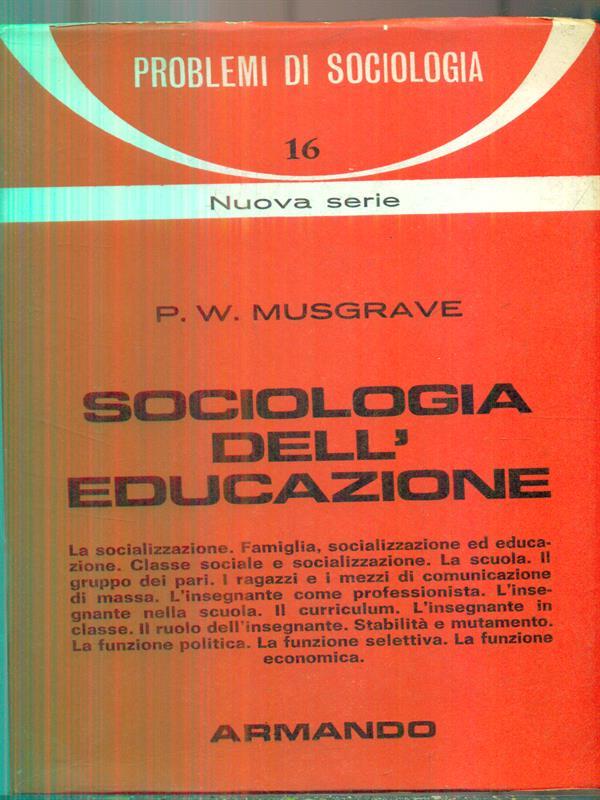 PROBLEMI DI SOCIOLOGIA
16
Nuova serie
P. W. MUSGRAVE
SOCIOLOGIA
DELL'
EDUCAZIONE
La socializzazione. Famiglia, socializzazione ed educa-
zione. Classe sociale e socializzazione. La scuola. Il
gruppo dei pari. I ragazzi e i mezzi di comunicazione
di massa. L'insegnante come professionista. L'inse-
gnante nella scuola. Il curriculum. L'insegnante in
classe. Il ruolo dell'insegnante. Stabilità e mutamento.
La funzione politica. La funzione selettiva. La funzione
economica.
ARMANDO